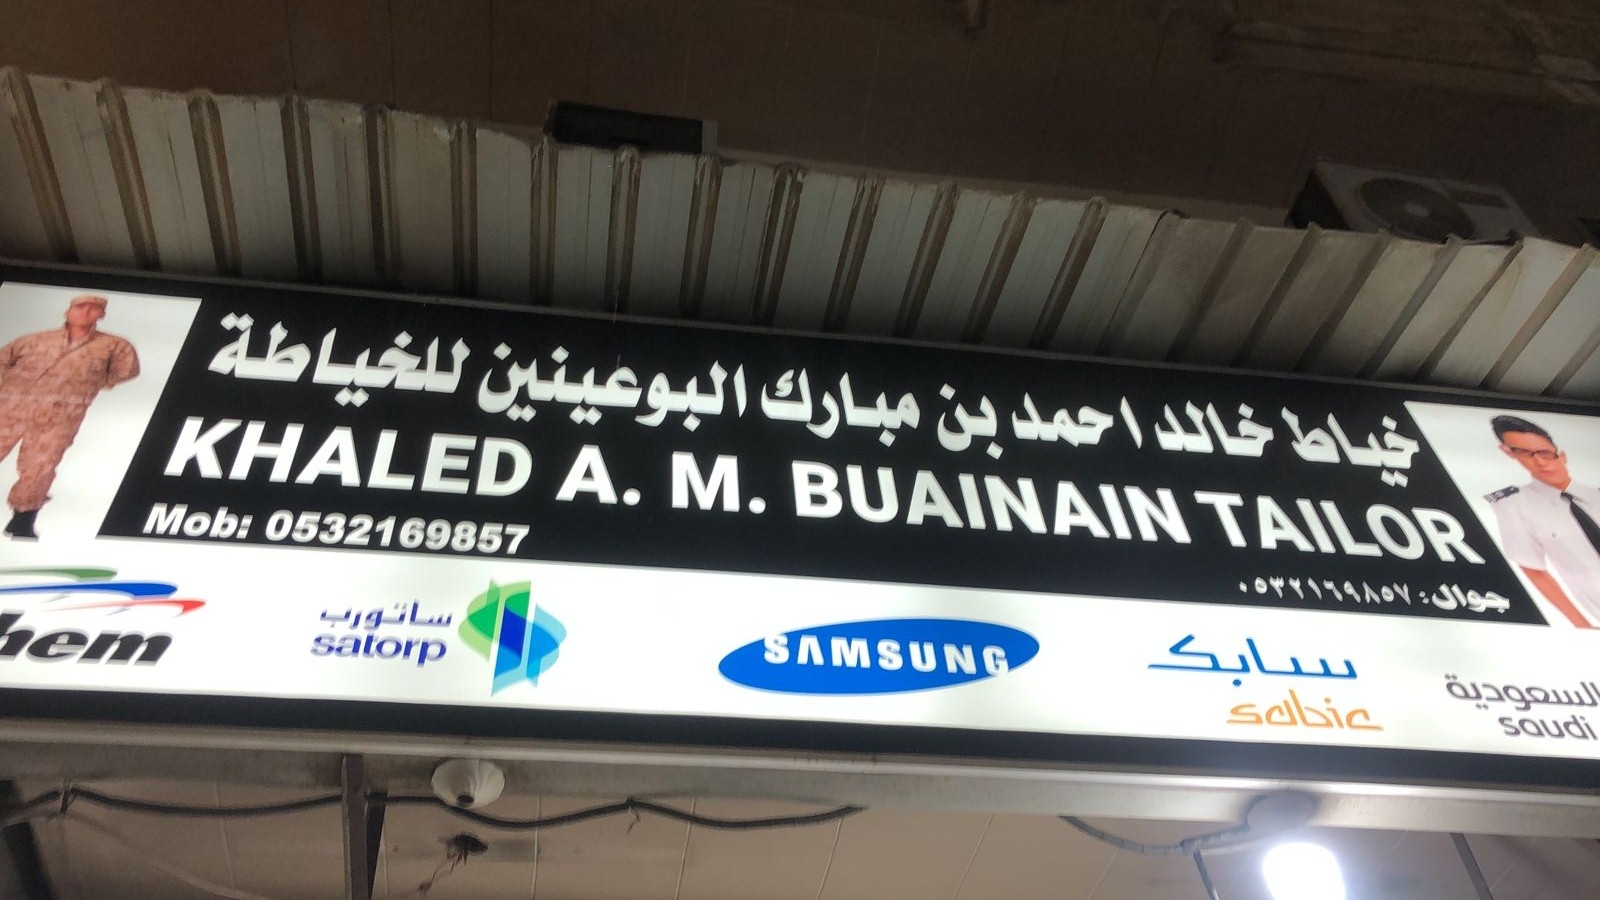 خياط خالد احمد بن مبارك البوعينين للخياطة
KHALED A. M. BUAINAIN TAILOR
Mob: 0532169857
جوال: ٠٥٣٢١٦٩٨٥٧
hem
ساتورب
satorp
SAMSUNG
سابك
sabic
السعودية
saudi